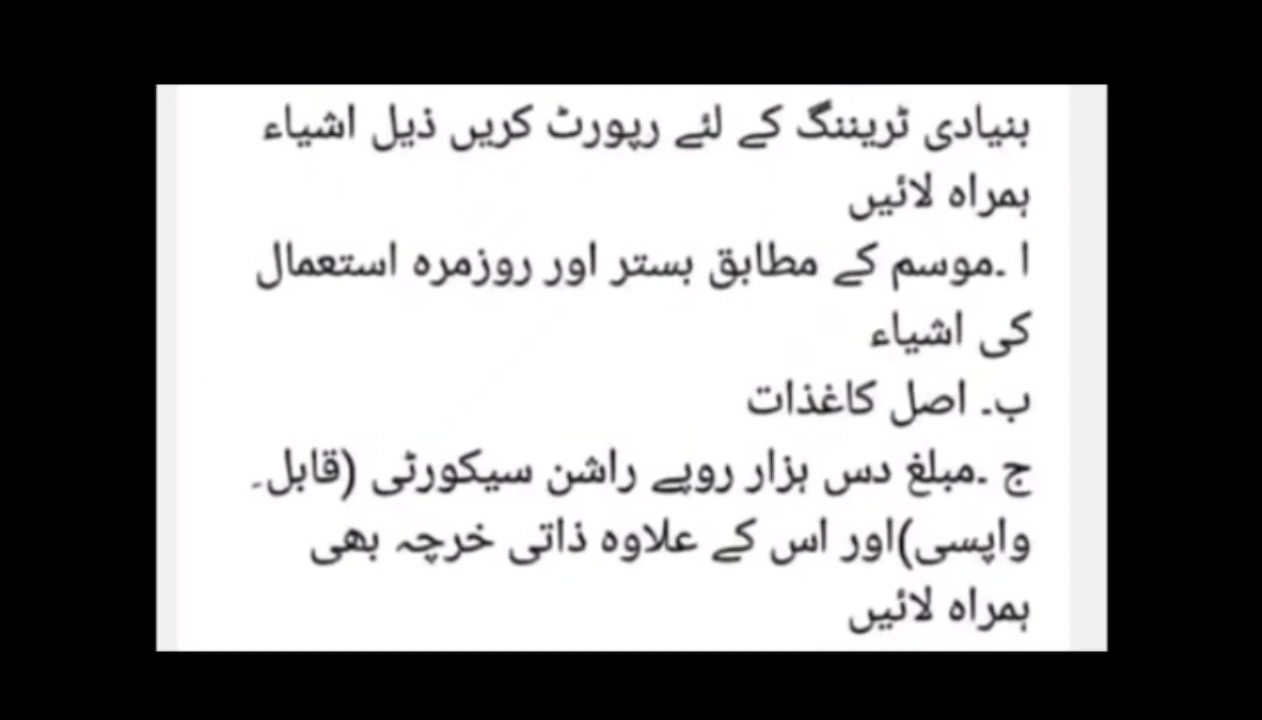 بنیادی ٹریننگ کے لئے رپورٹ کریں ذیل اشیاء
ہمراہ لائیں
ا ۔موسم کے مطابق بستر اور روزمرہ استعمال
کی اشیاء
ب۔ اصل کاغذات
ج ۔مبلغ دس ہزار روپے راشن سیکورٹی (قابل۔
واپسی)اور اس کے علاوہ ذاتی خرچہ بھی
ہمراہ لائیں